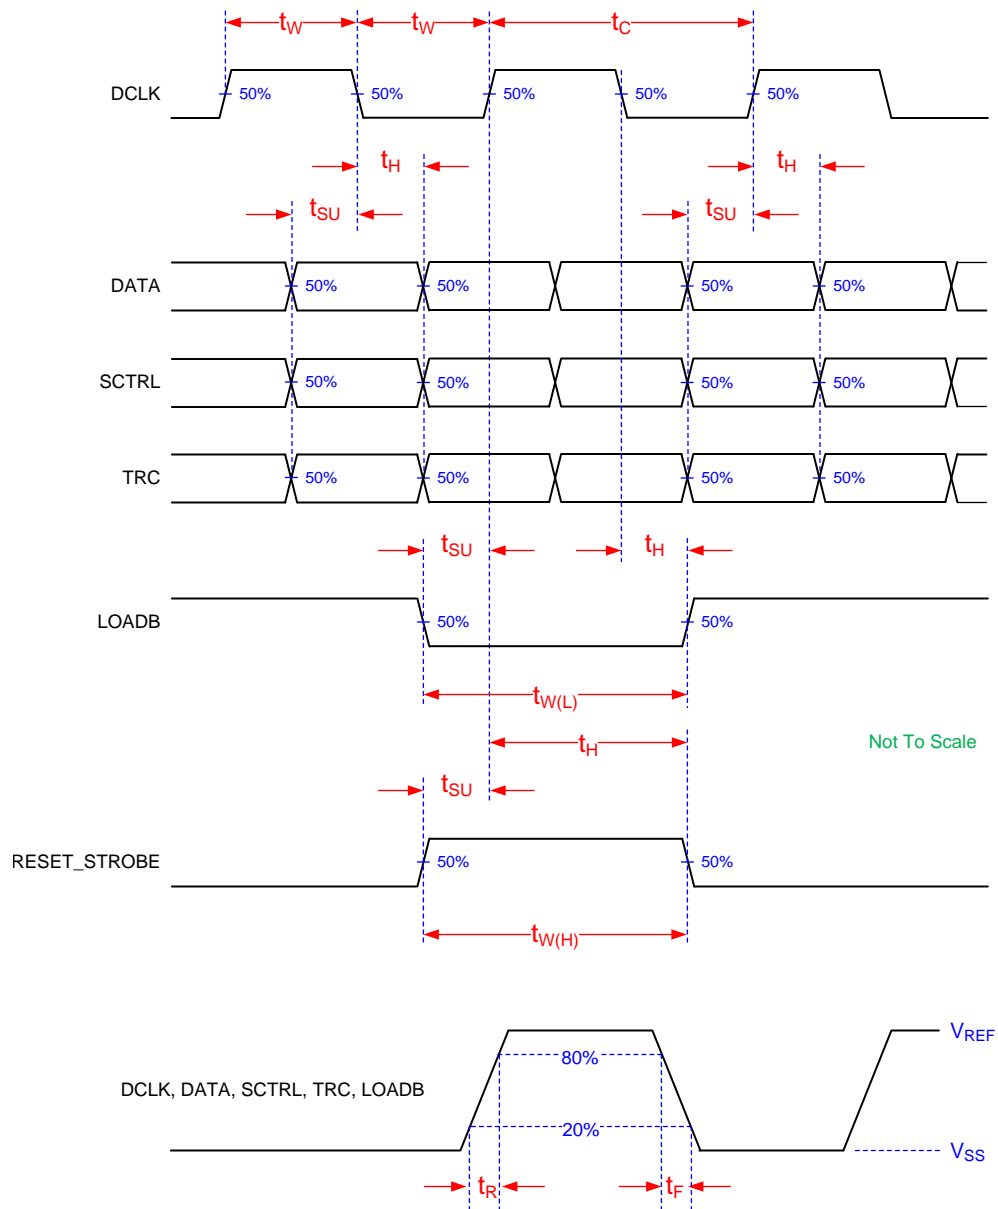 tW tW tC
DCLK 50% 50% 50% 50% 50%
tH tH
tSU tSU
DATA 50% 50% 50% 50%
SCTRL 50% 50% 50% 50%
TRC 50% 50% 50% 50%
tSU tH
LOADB 50% 50%
tW(L)
tH Not To Scale
tSU
RESET_STROBE 50% 50%
tW(H)
VREF
80%
DCLK, DATA, SCTRL, TRC, LOADB
20%
VSS
tR tF